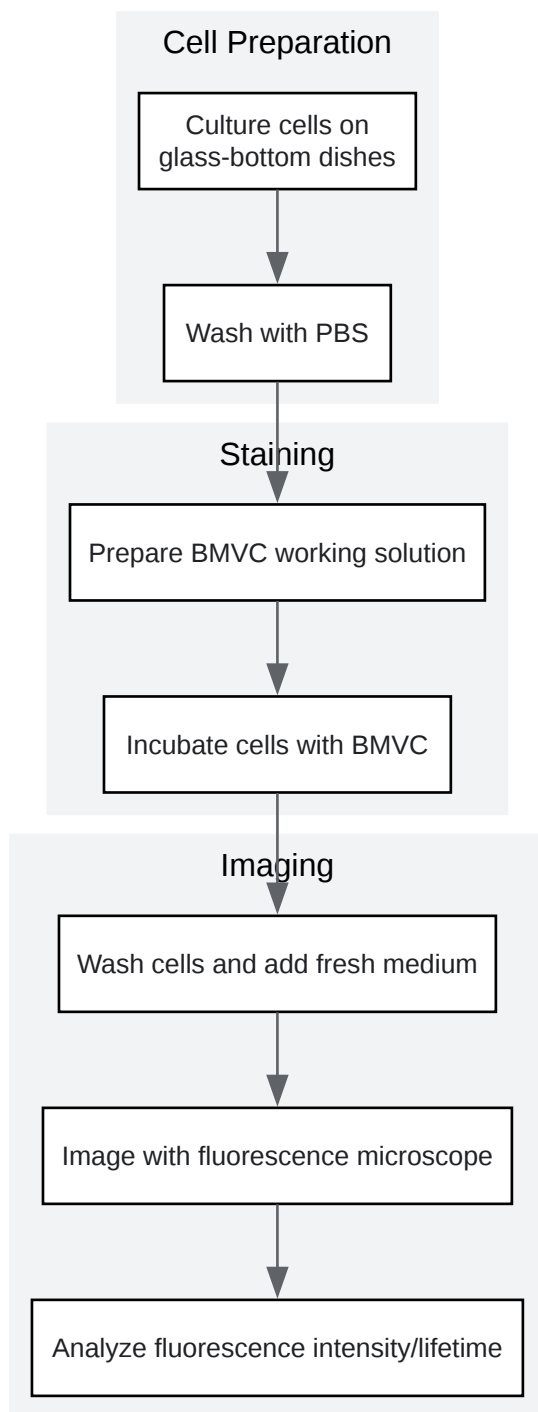 Cell Preparation
Culture cells on
glass-bottom dishes
Wash with PBS
Staining
Prepare BMVC working solution
Incubate cells with BMVC
Imaging
Wash cells and add fresh medium
Image with fluorescence microscope
Analyze fluorescence intensity/lifetime